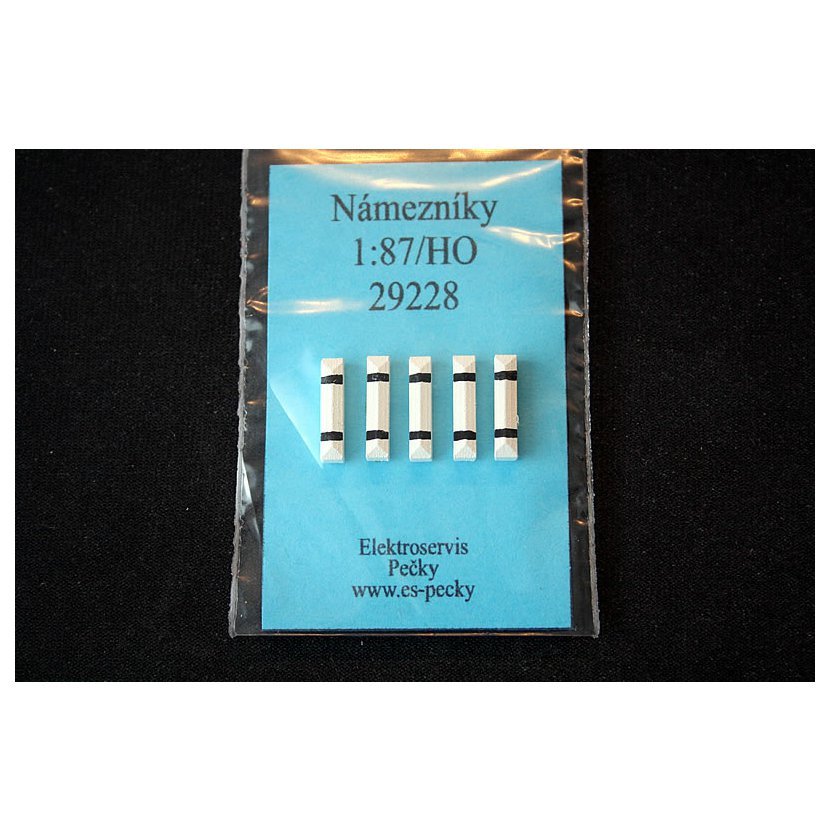 Námezníky
1:87/HO
29228
Elektroservis
Pečky
www.es-pecky